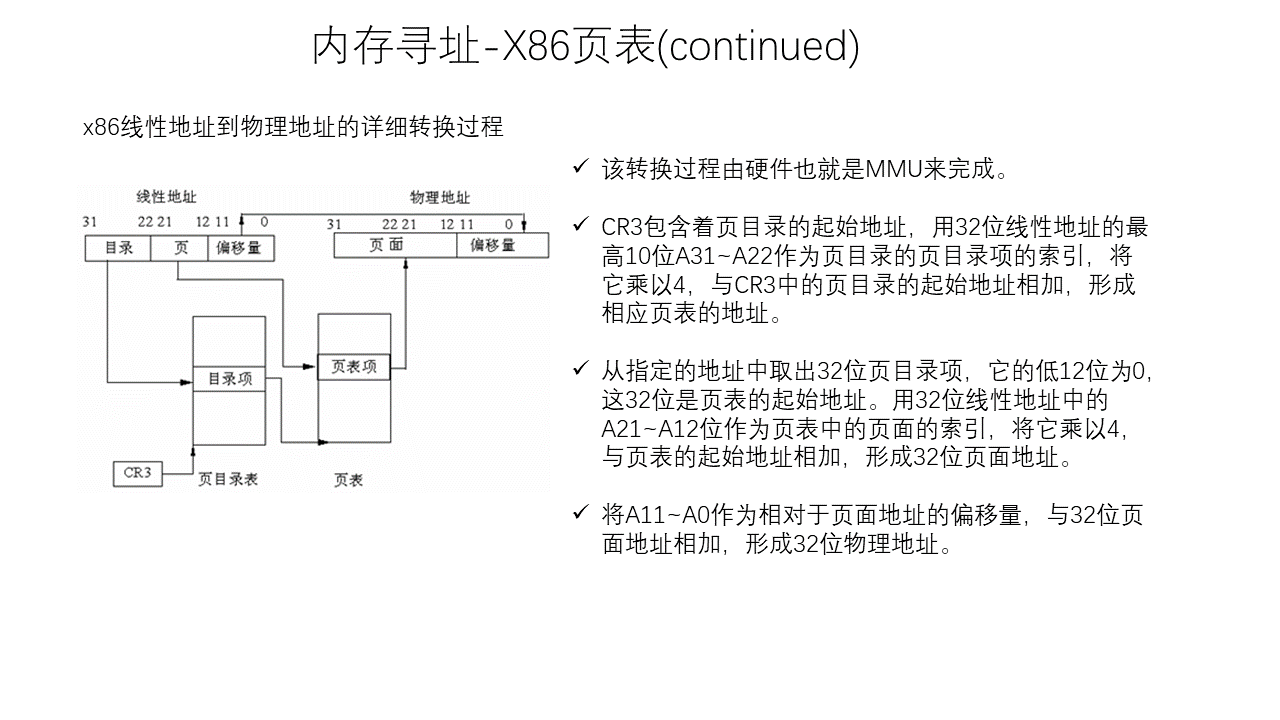 内存寻址-X86页表(continued)
x86线性地址到物理地址的详细转换过程
线性地址
物理地址
31 22 21 12 11 0
31 22 21 12 11 0
目录 页 偏移量
页 面 偏移量
目录项
页表项
CR3
页目录表
页表
✓ 该转换过程由硬件也就是MMU来完成。
✓ CR3包含着页目录的起始地址，用32位线性地址的最
高10位A31~A22作为页目录的页目录项的索引，将
它乘以4，与CR3中的页目录的起始地址相加，形成
相应页表的地址。
✓ 从指定的地址中取出32位页目录项，它的低12位为0，
这32位是页表的起始地址。用32位线性地址中的
A21~A12位作为页表中的页面的索引，将它乘以4，
与页表的起始地址相加，形成32位页面地址。
✓ 将A11~A0作为相对于页面地址的偏移量，与32位页
面地址相加，形成32位物理地址。